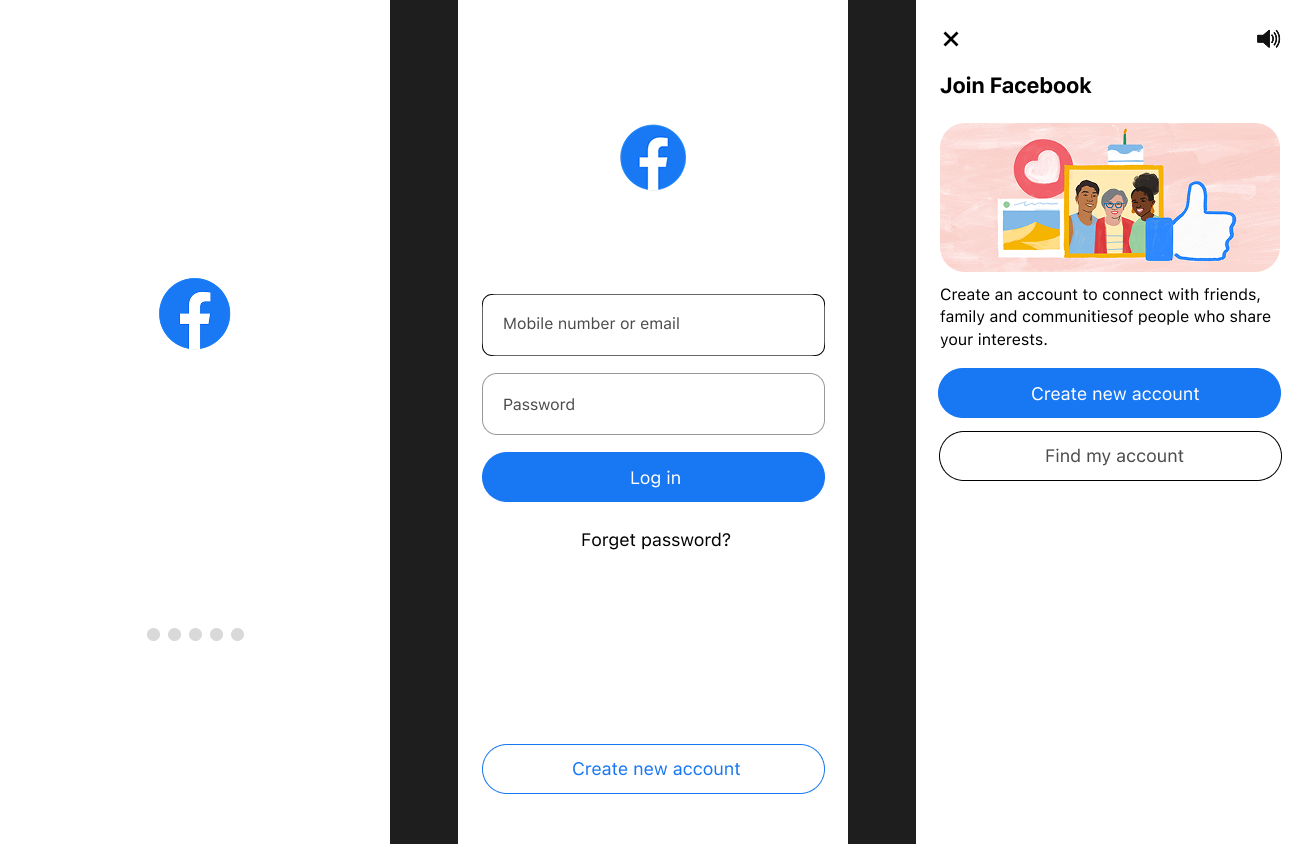 Mobile number or email
Password
Log in
Forget password?
Create new account
Join Facebook
Create an account to connect with friends,
family and communitiesof people who share
your interests.
Create new account
Find my account